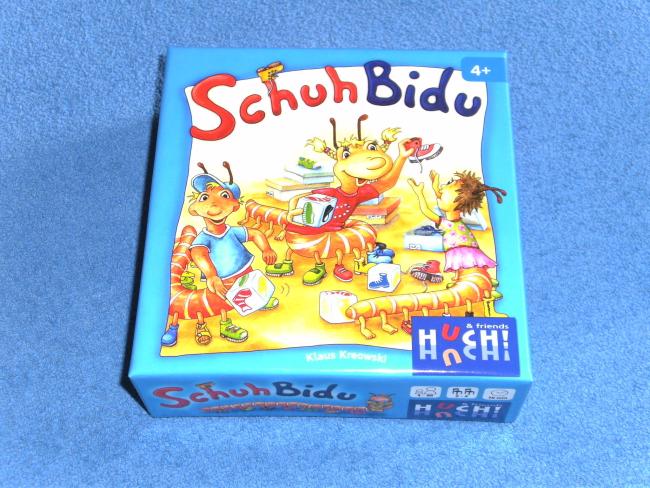 4+
SchuhBidu
& friends
HUCH!
Klaus Kreowski
SchuhBidu
HUCH!